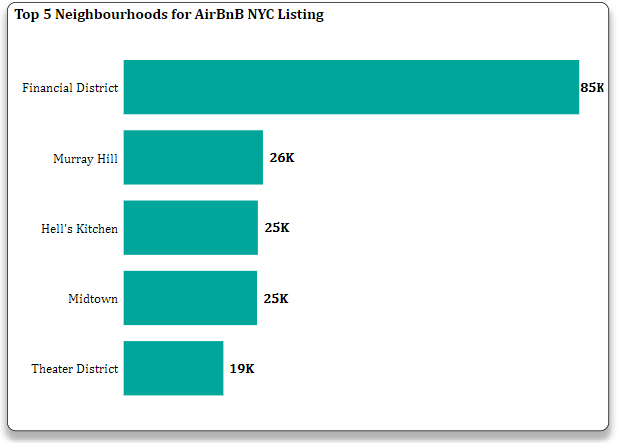 Top 5 Neighbourhoods for AirBnB NYC Listing
Financial District 85K
Murray Hill 26K
Hell's Kitchen 25K
Midtown 25K
Theater District 19K